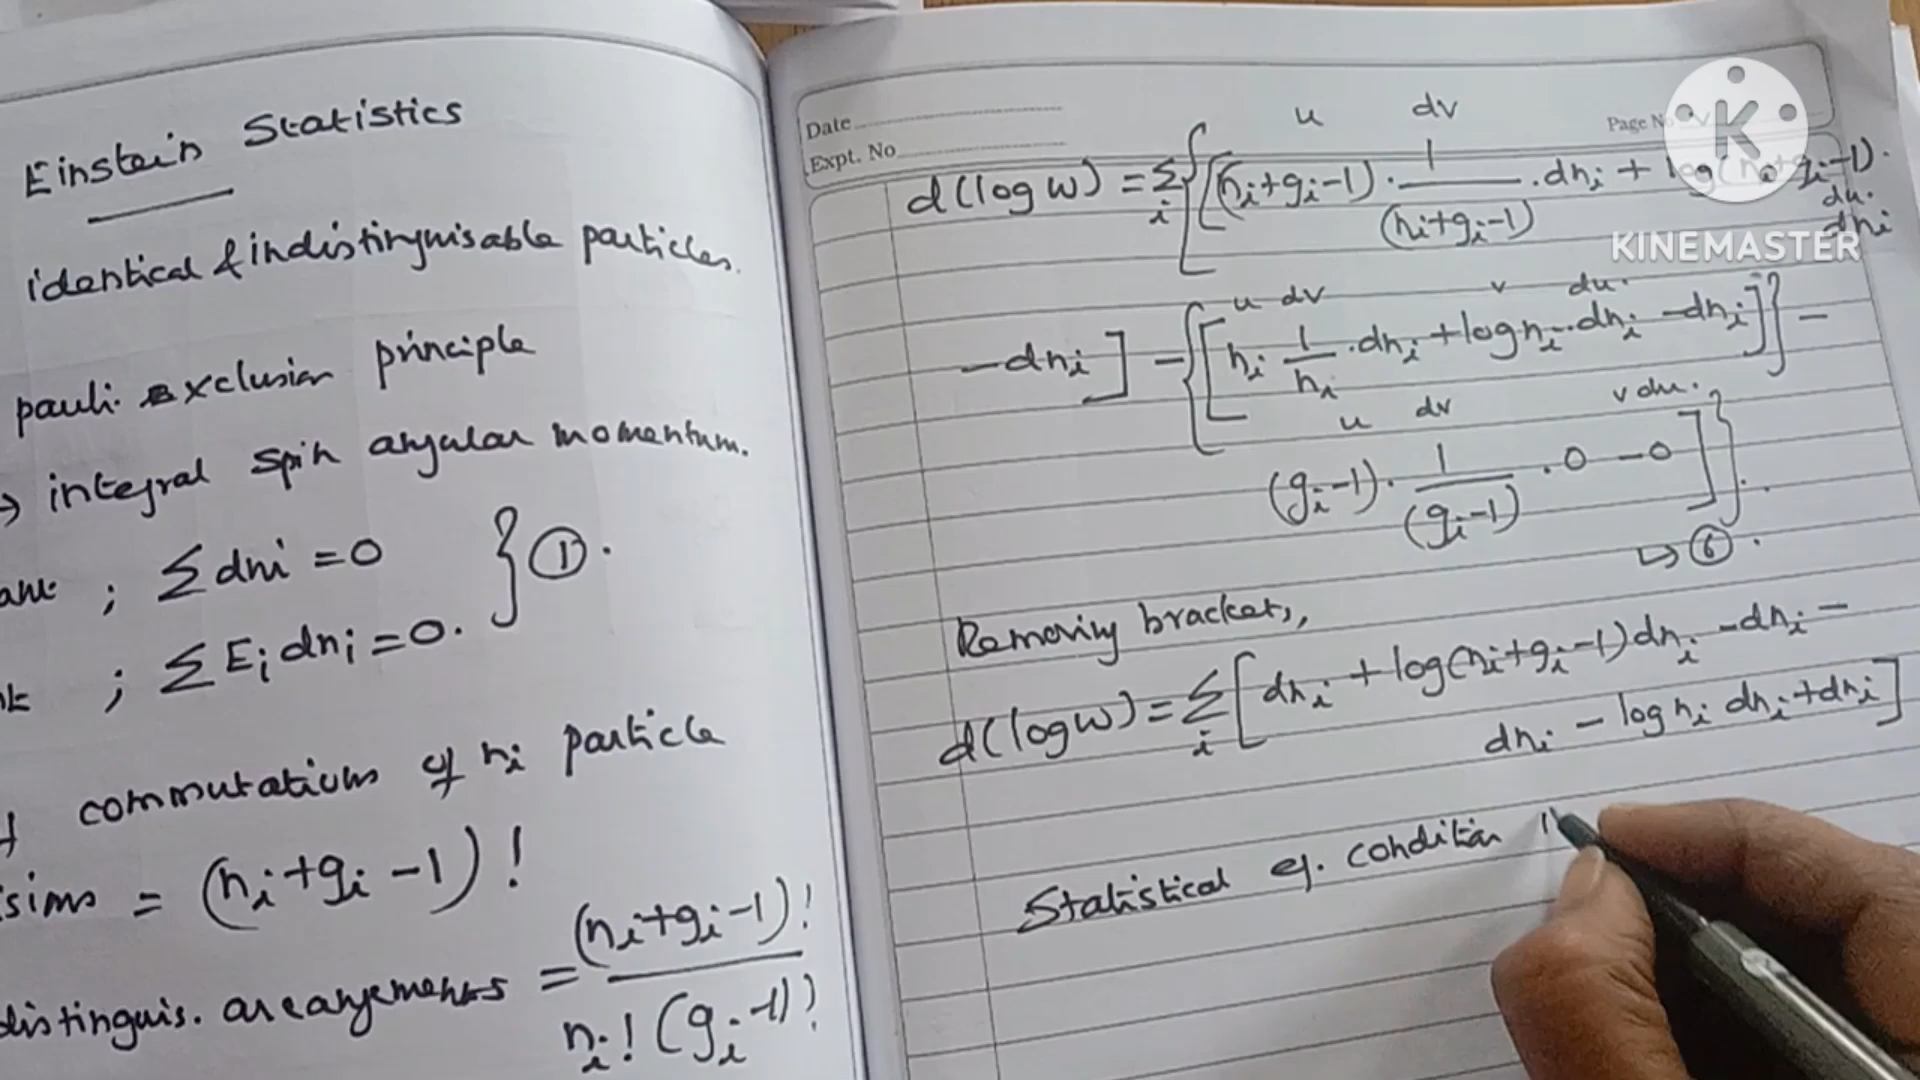 Einstein Statistics
identical & indistinguisable particles.
pauli. exclusion principle
→ integral spin angular momentum.
; Σ dni = 0 } ①.
; Σ Ei dni = 0.
commutations of ni particle
= (ni+gi-1)!
distinguis. arrangements = (ni+gi-1)! / ni! (gi-1)!
Date
Expt. No
Page N
K
KINEMASTER
u dv
d(log w) = Σi {[(ni+gi-1) · 1/(ni+gi-1) . dni + log(ni+gi-1).
du.
dni
u dv v du.
-dni] - {[ni 1/ni .dni + log ni.dni -dni]} -
u dv v du.
(gi-1). 1/(gi-1) .0 -0]}.
↳ ⑥.
Removing brackets,
d(log w) = Σi [dni + log(ni+gi-1)dni -dni -
dni - log ni dni+dni]
Statistical eq. condition